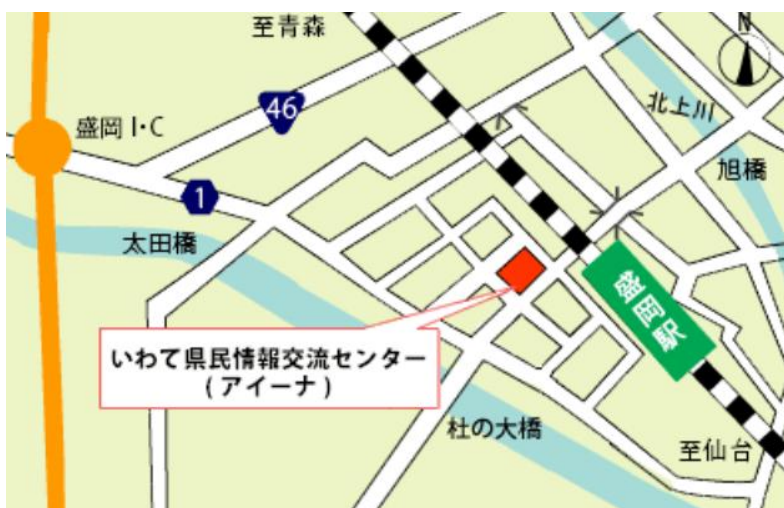 至青森
N
盛岡I・C
46
北上川
旭橋
1
太田橋
盛岡駅
いわて県民情報交流センター
(アイーナ)
杜の大橋
至仙台